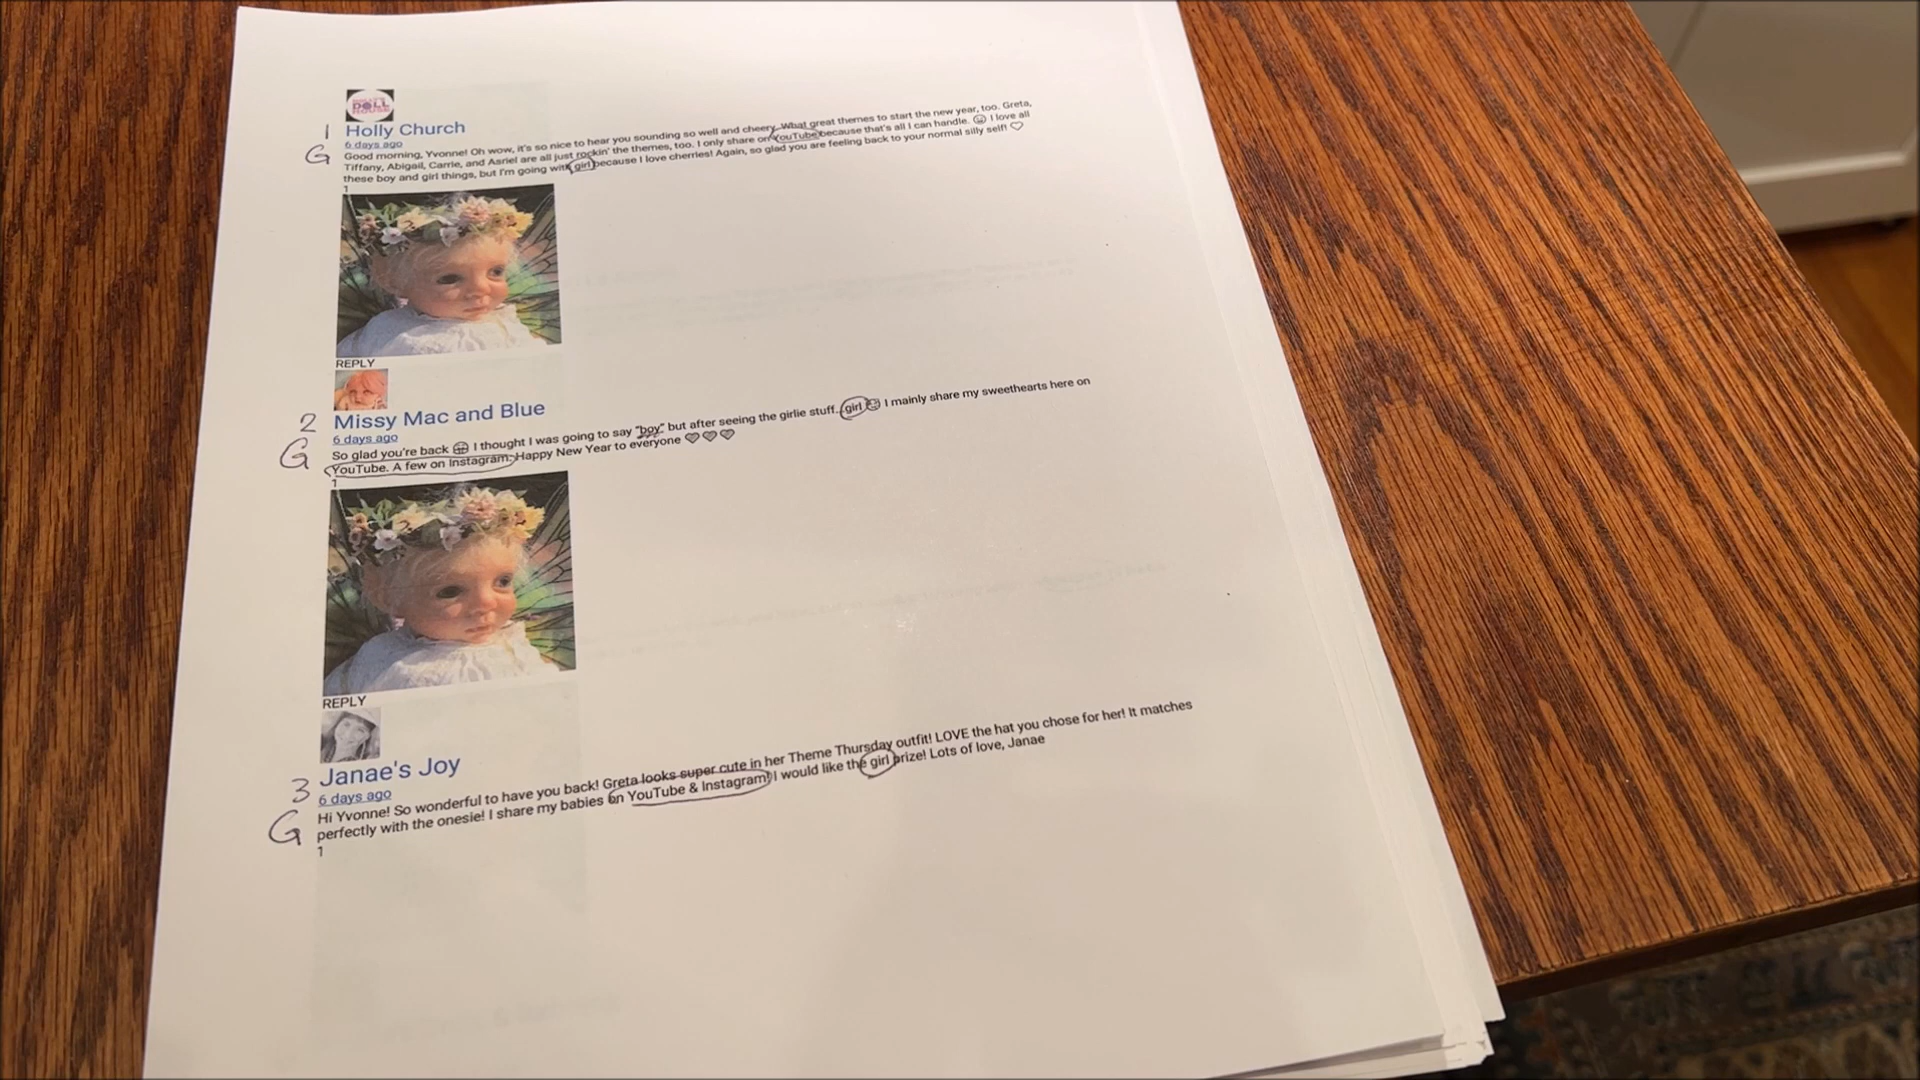 DOLL
1 Holly Church
6 days ago
G
Good morning, Yvonne! Oh wow, it's so nice to hear you sounding so well and cheery. What great themes to start the new year, too. Greta,
Tiffany, Abigail, Carrie, and Asriel are all just rockin' the themes, too. I only share on YouTube because that's all I can handle. 😄 I love all
these boy and girl things, but I'm going with girl because I love cherries! Again, so glad you are feeling back to your normal silly self! ♡
1
REPLY
2 Missy Mac and Blue
6 days ago
G
So glad you're back 😄 I thought I was going to say "boy" but after seeing the girlie stuff...girl 😄 I mainly share my sweethearts here on
YouTube. A few on Instagram. Happy New Year to everyone ♡♡♡
1
REPLY
3 Janae's Joy
6 days ago
G
Hi Yvonne! So wonderful to have you back! Greta looks super cute in her Theme Thursday outfit! LOVE the hat you chose for her! It matches
perfectly with the onesie! I share my babies on YouTube & Instagram! I would like the girl prize! Lots of love, Janae
1